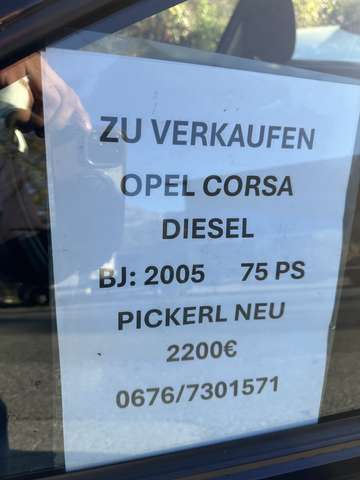 ZU VERKAUFEN
OPEL CORSA
DIESEL
BJ: 2005 75 PS
PICKERL NEU
2200€
0676/7301571